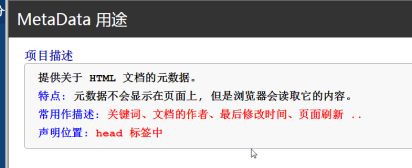 MetaData 用途
项目描述
提供关于 HTML 文档的元数据。
特点: 元数据不会显示在页面上, 但是浏览器会读取它的内容。
常用作描述: 关键词、文档的作者、最后修改时间、页面刷新 ..
声明位置: head 标签中